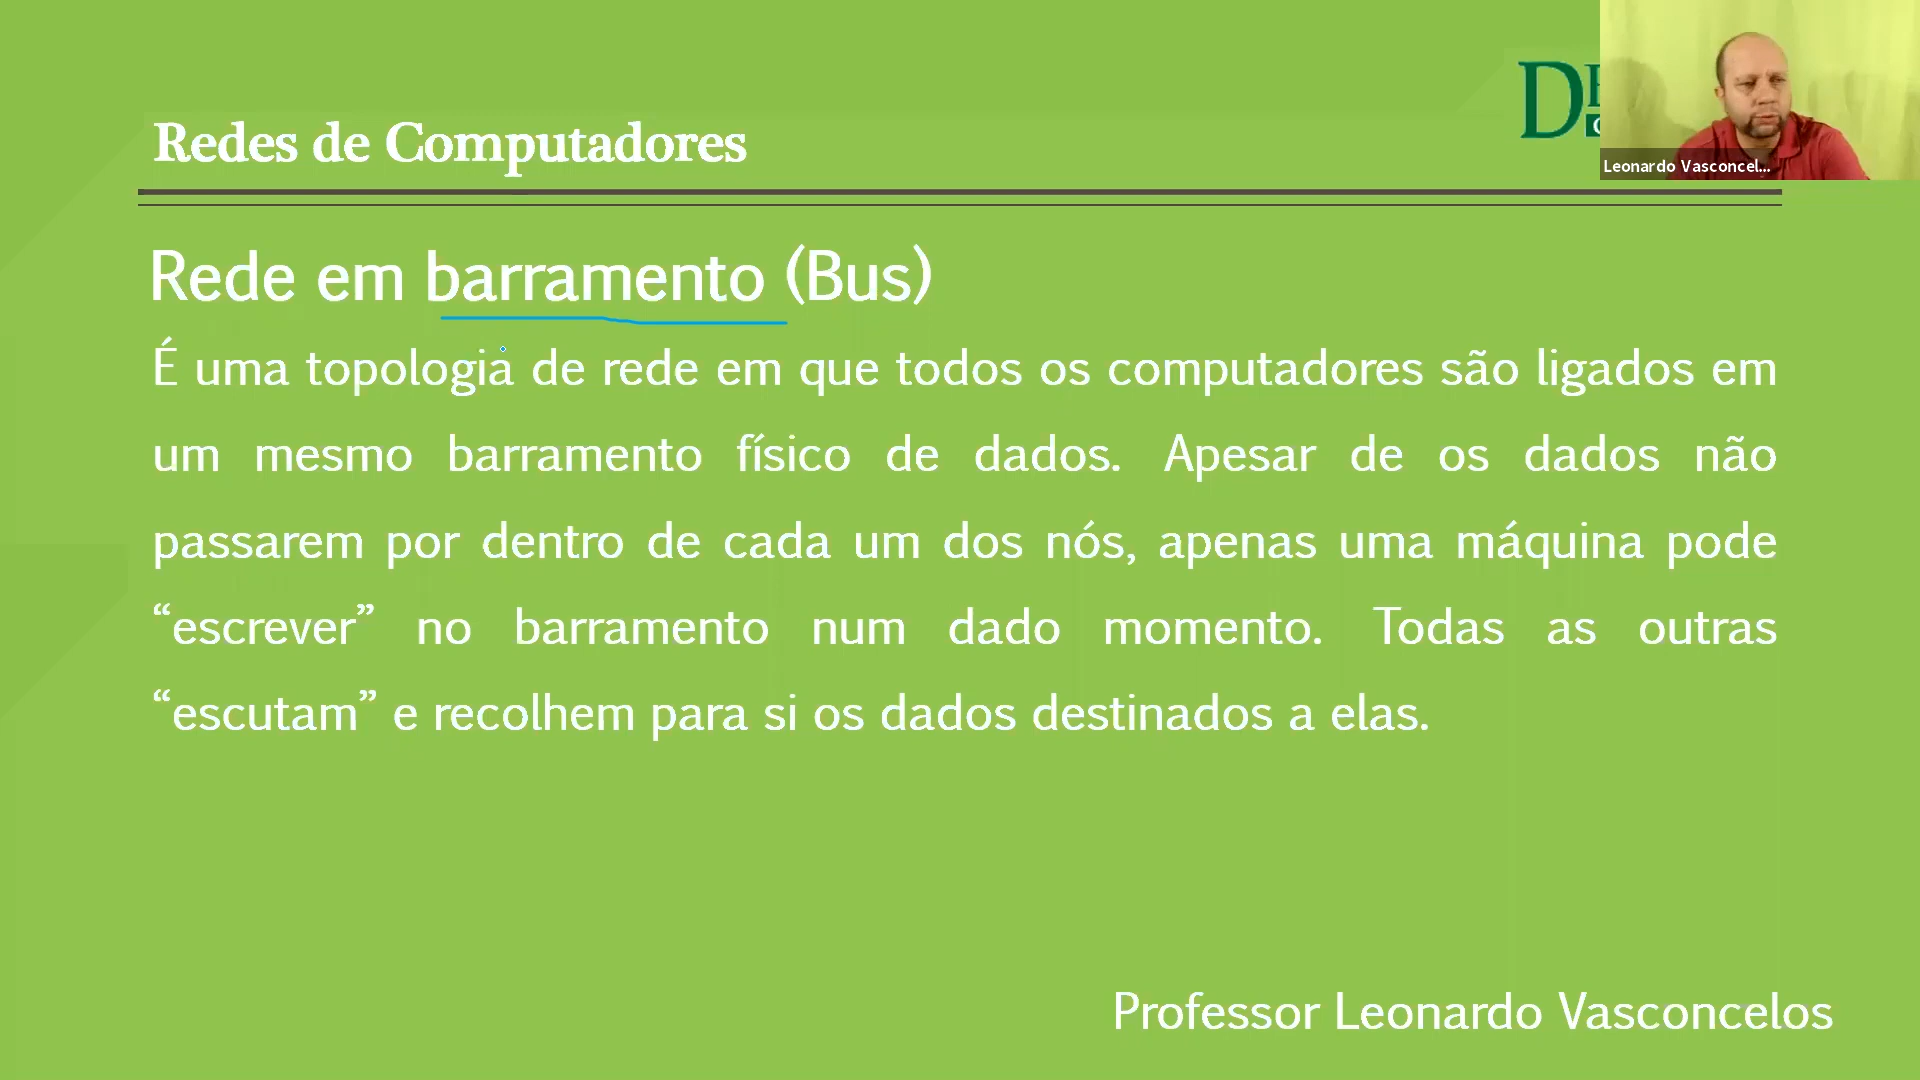 Redes de Computadores
Leonardo Vasconcel...
Rede em barramento (Bus)
É uma topologia de rede em que todos os computadores são ligados em
um mesmo barramento físico de dados. Apesar de os dados não
passarem por dentro de cada um dos nós, apenas uma máquina pode
“escrever” no barramento num dado momento. Todas as outras
“escutam” e recolhem para si os dados destinados a elas.
Professor Leonardo Vasconcelos